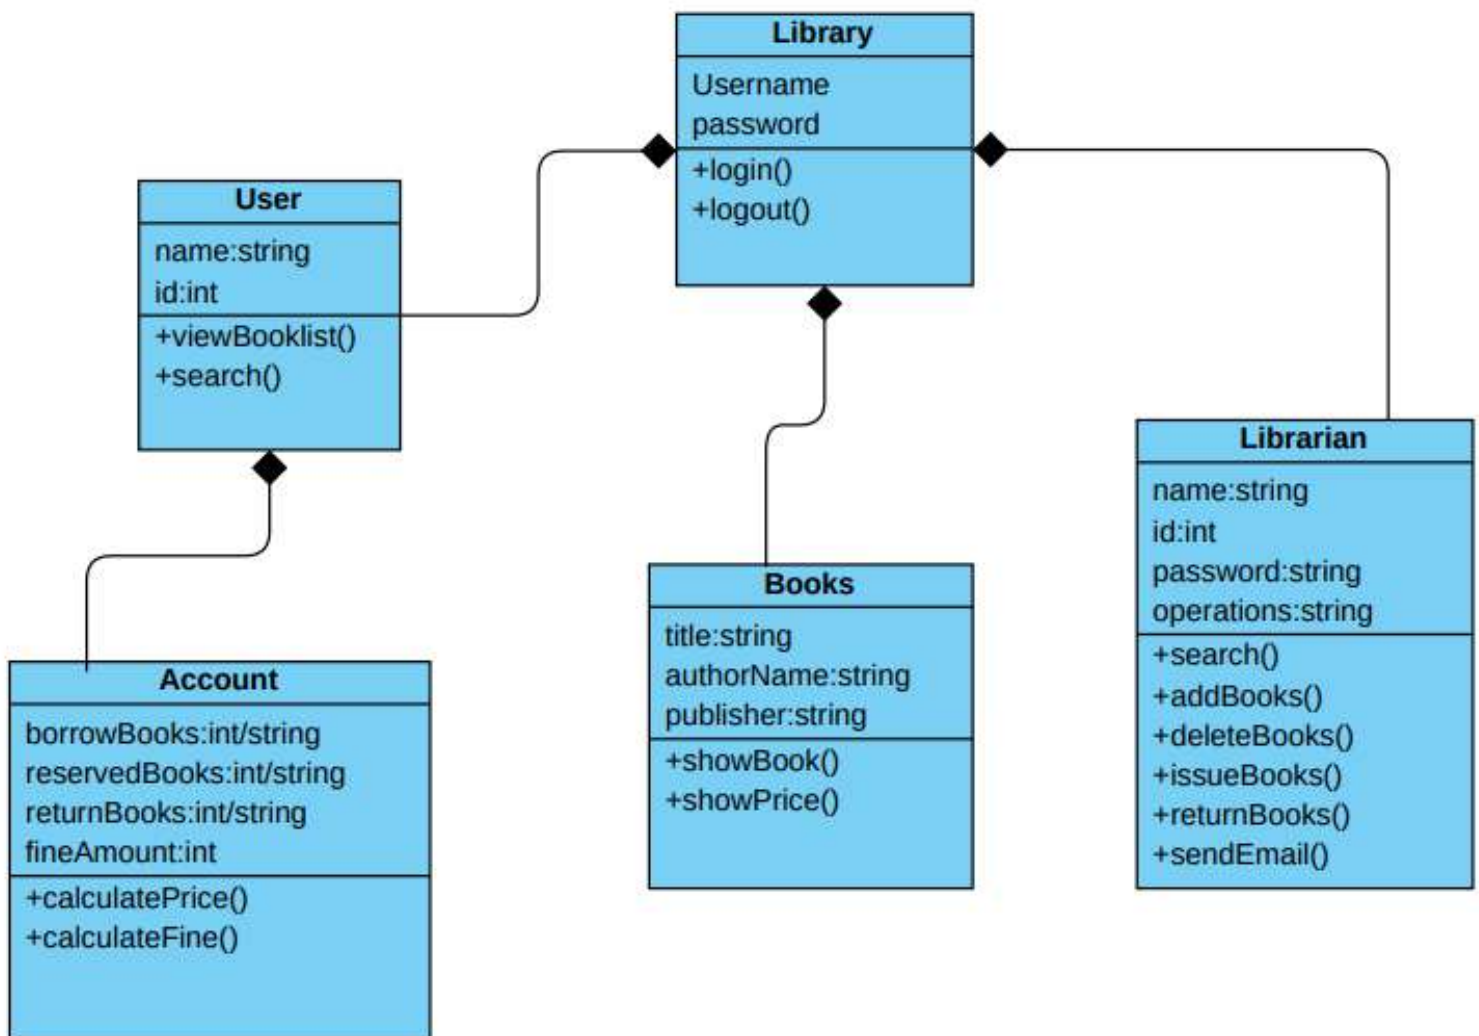 Library
Username
password
+login()
+logout()
User
name:string
id:int
+viewBooklist()
+search()
Librarian
name:string
id:int
password:string
operations:string
+search()
+addBooks()
+deleteBooks()
+issueBooks()
+returnBooks()
+sendEmail()
Books
title:string
authorName:string
publisher:string
+showBook()
+showPrice()
Account
borrowBooks:int/string
reservedBooks:int/string
returnBooks:int/string
fineAmount:int
+calculatePrice()
+calculateFine()